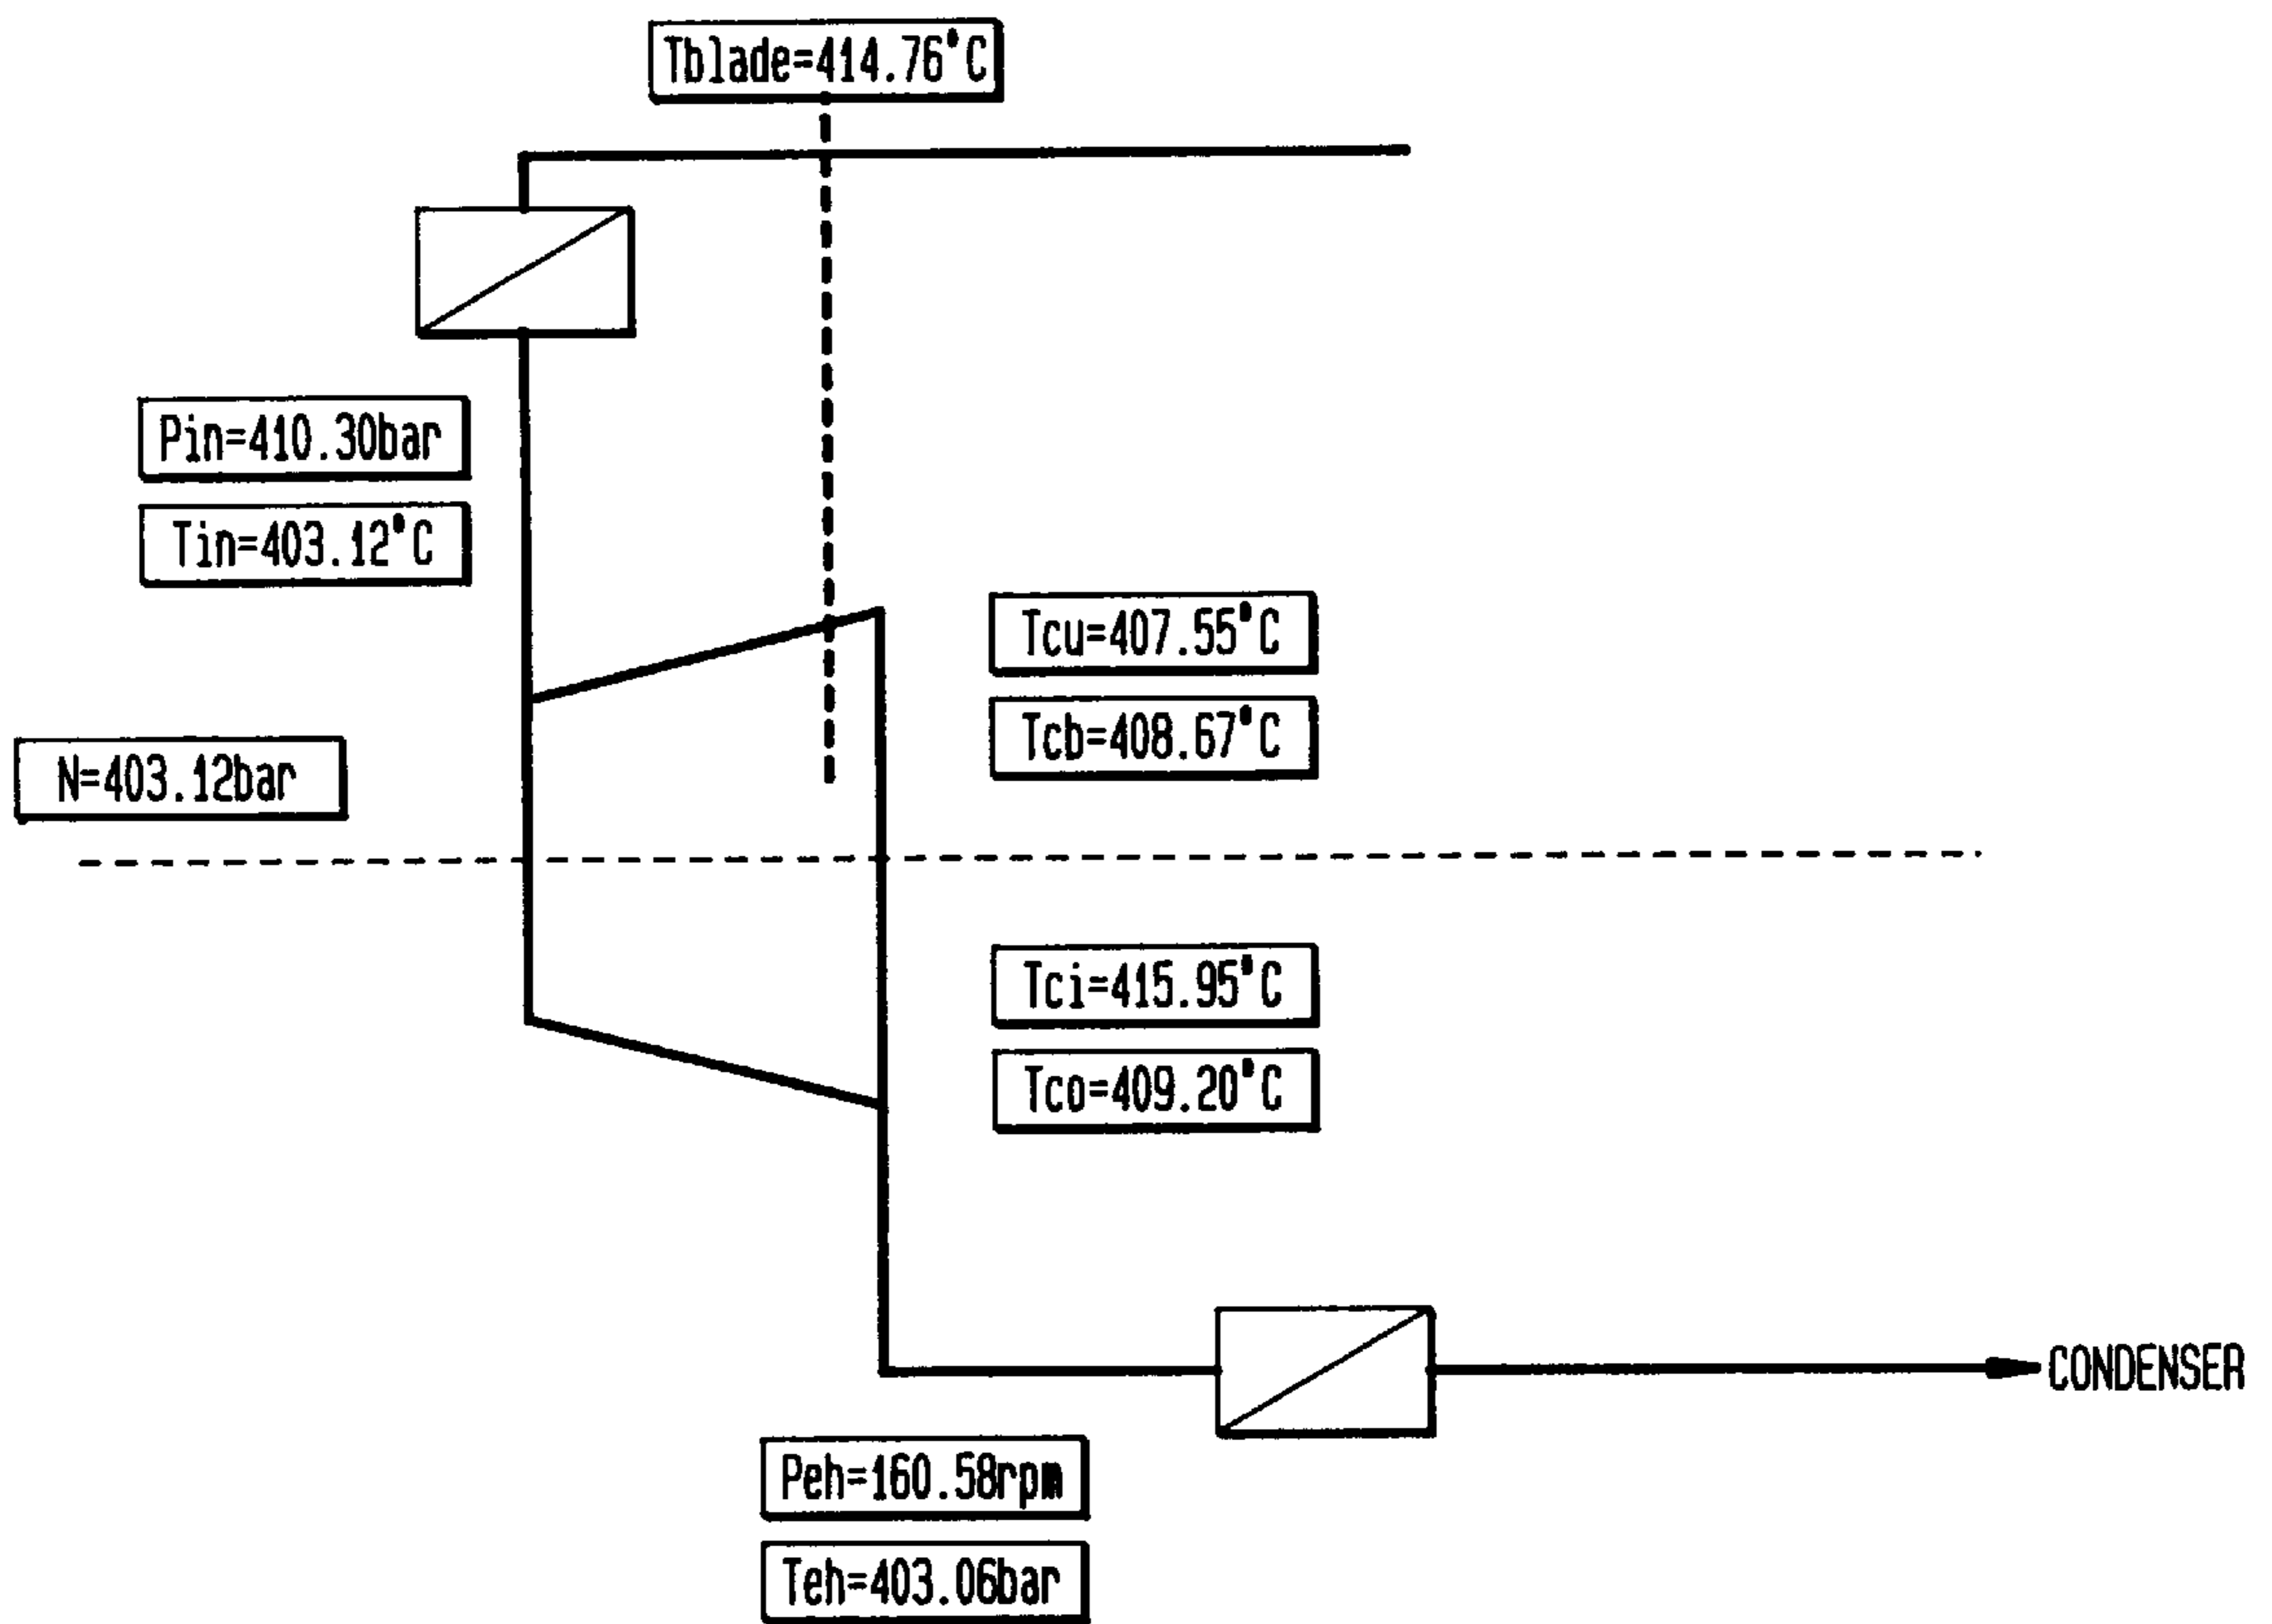 Tblade=414.76°C
Pin=410.30bar
Tin=403.12°C
Tcu=407.55°C
Tcb=408.67°C
N=403.12bar
Tci=415.95°C
Tco=409.20°C
CONDENSER
Peh=160.58rpm
Teh=403.06bar